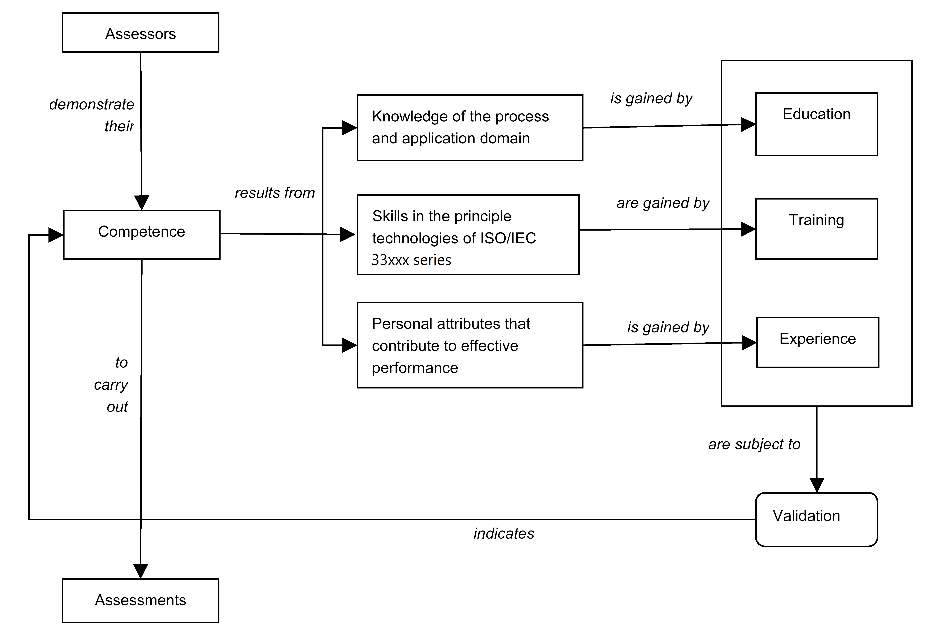 Assessors
demonstrate
their
Competence
results from
Knowledge of the process
and application domain
Skills in the principle
technologies of ISO/IEC
33xxx series
Personal attributes that
contribute to effective
performance
is gained by
are gained by
is gained by
Education
Training
Experience
to
carry
out
are subject to
Validation
indicates
Assessments